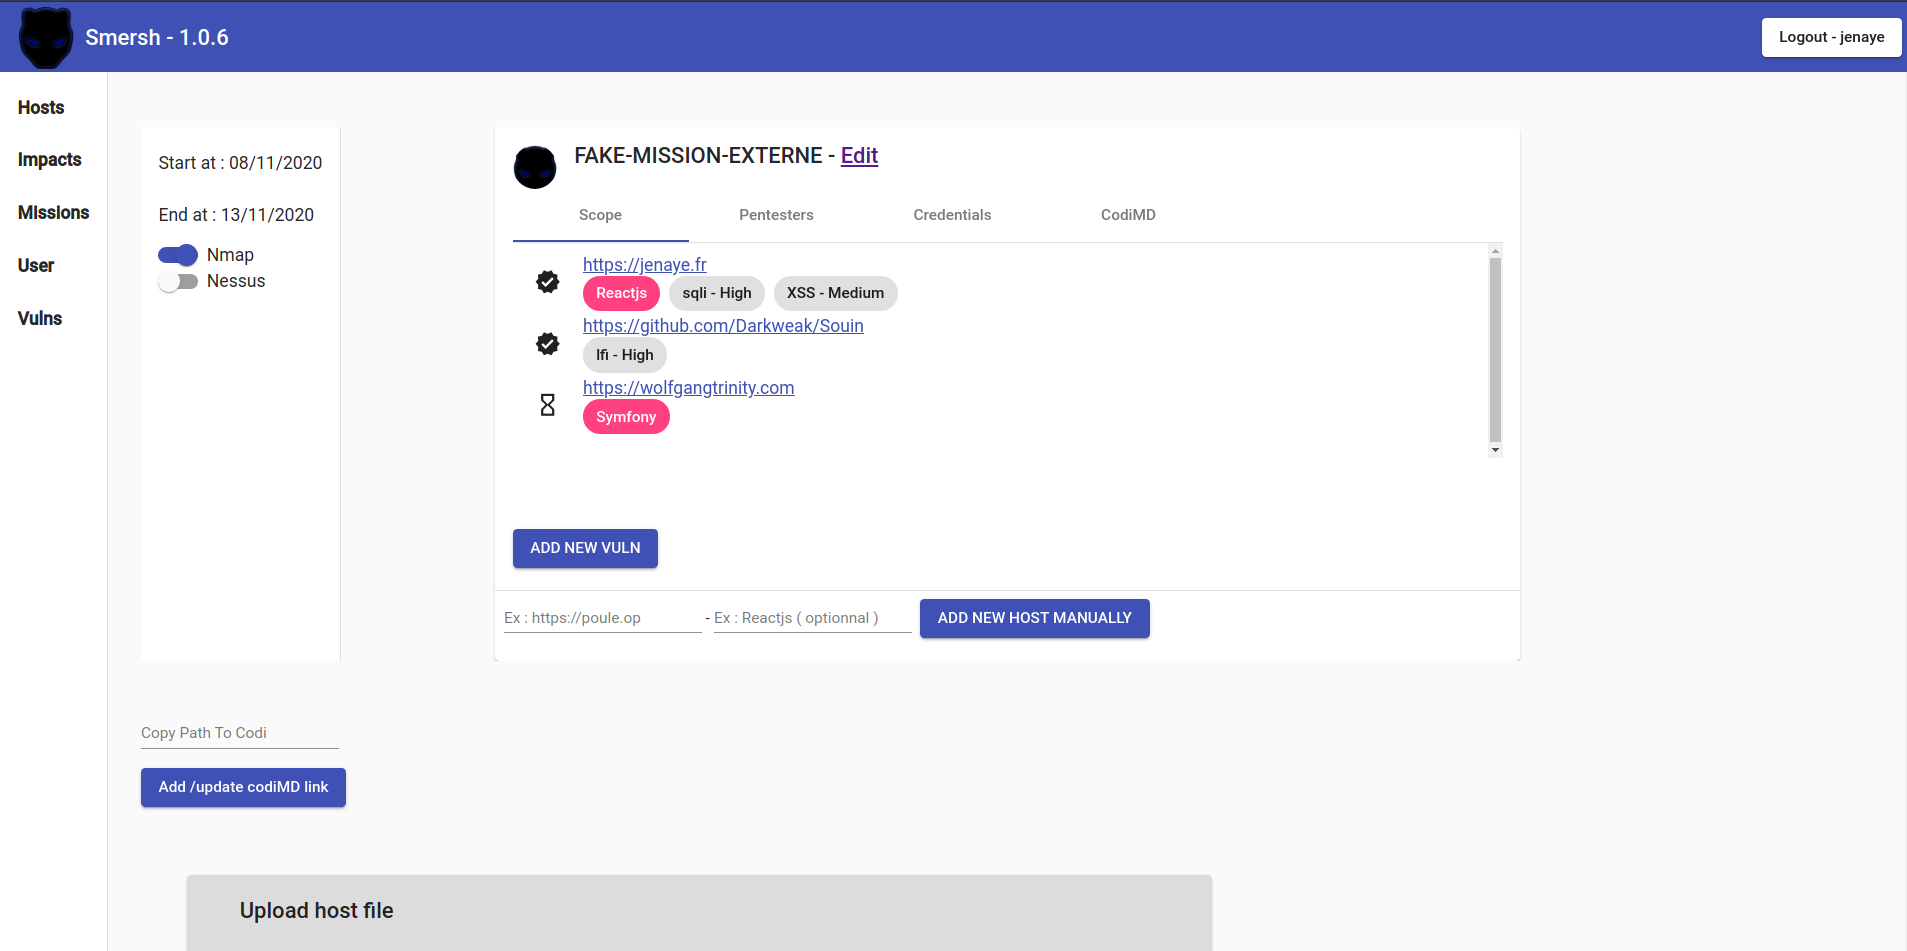 Smersh - 1.0.6
Logout - jenaye
Hosts
Impacts
Missions
User
Vulns
Start at : 08/11/2020
End at : 13/11/2020
Nmap
Nessus
FAKE-MISSION-EXTERNE - Edit
Scope Pentesters Credentials CodiMD
https://jenaye.fr
Reactjs sqli - High XSS - Medium
https://github.com/Darkweak/Souin
lfi - High
https://wolfgangtrinity.com
Symfony
ADD NEW VULN
Ex : https://poule.op - Ex : Reactjs ( optionnal ) ADD NEW HOST MANUALLY
Copy Path To Codi
Add /update codiMD link
Upload host file